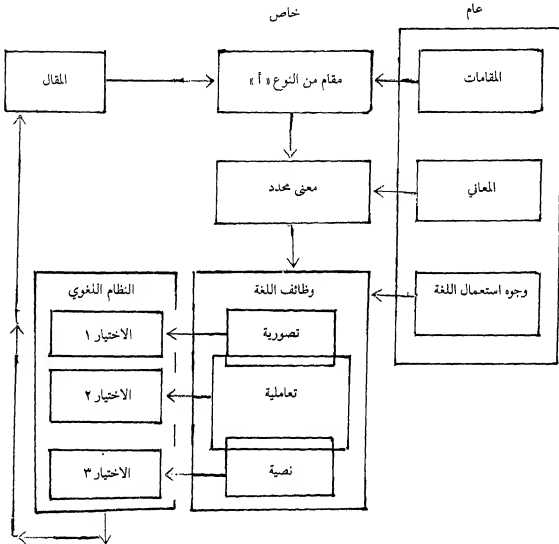 عام
خاص
المقامات
مقام من النوع « أ »
المقال
المعاني
معنى محدد
وجوه استعمال اللغة
وظائف اللغة
النظام اللغوي
تصورية
الاختيار ١
تعاملية
الاختيار ٢
نصية
الاختيار ٣